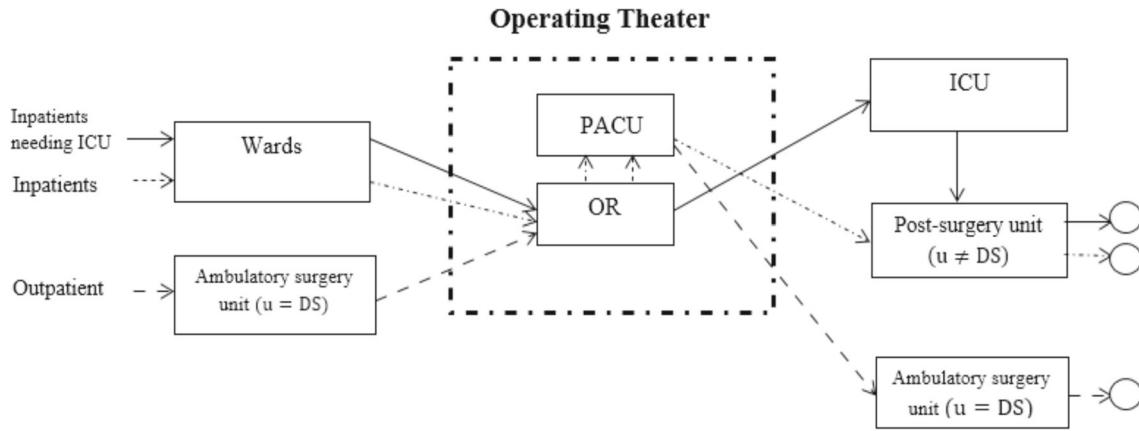 Operating Theater
Inpatients
needing ICU
Inpatients
Wards
PACU
OR
ICU
Post-surgery unit
(u ≠ DS)
Outpatient
Ambulatory surgery
unit (u = DS)
Ambulatory surgery
unit (u = DS)